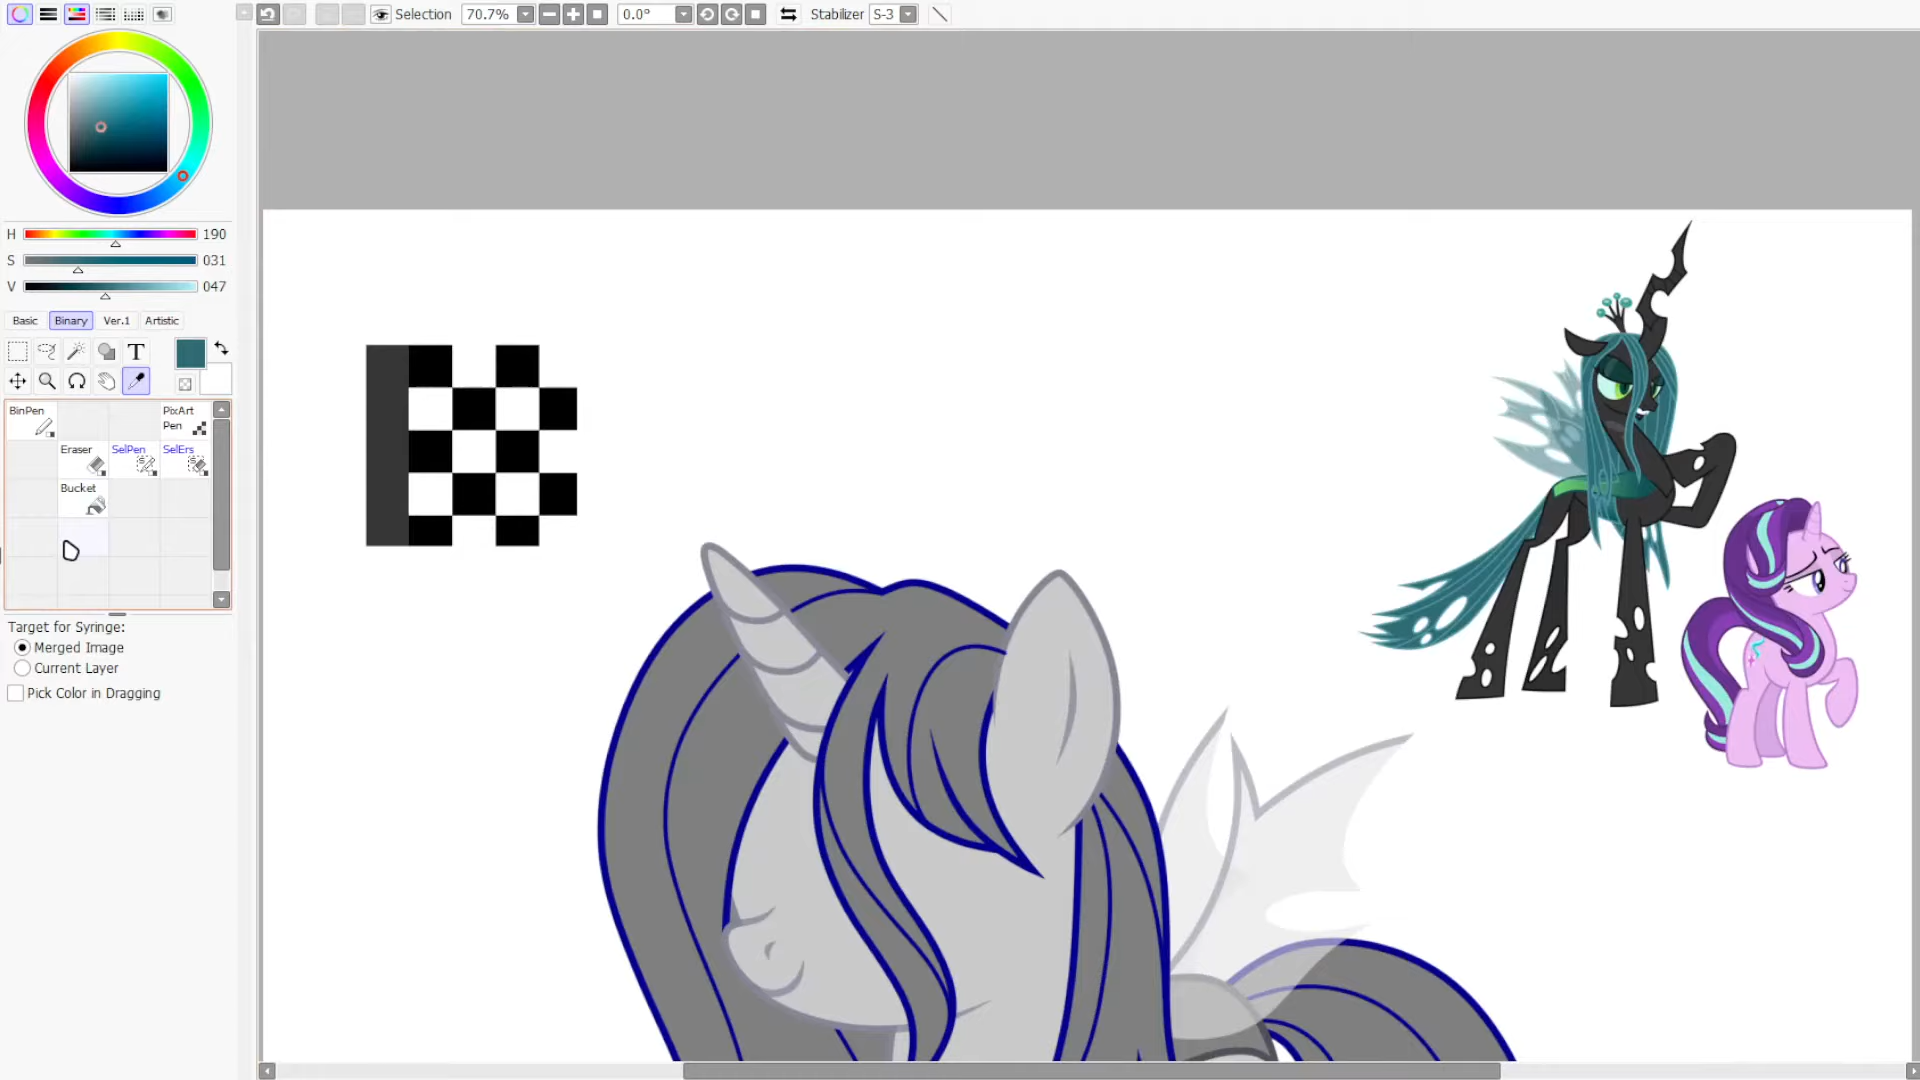 Selection 70.7% 0.0° Stabilizer S-3
H 190
S 031
V 047
Basic Binary Ver.1 Artistic
T
BinPen PixArt
Pen
Eraser SelPen SelErs
Bucket
Target for Syringe:
Merged Image
Current Layer
Pick Color in Dragging